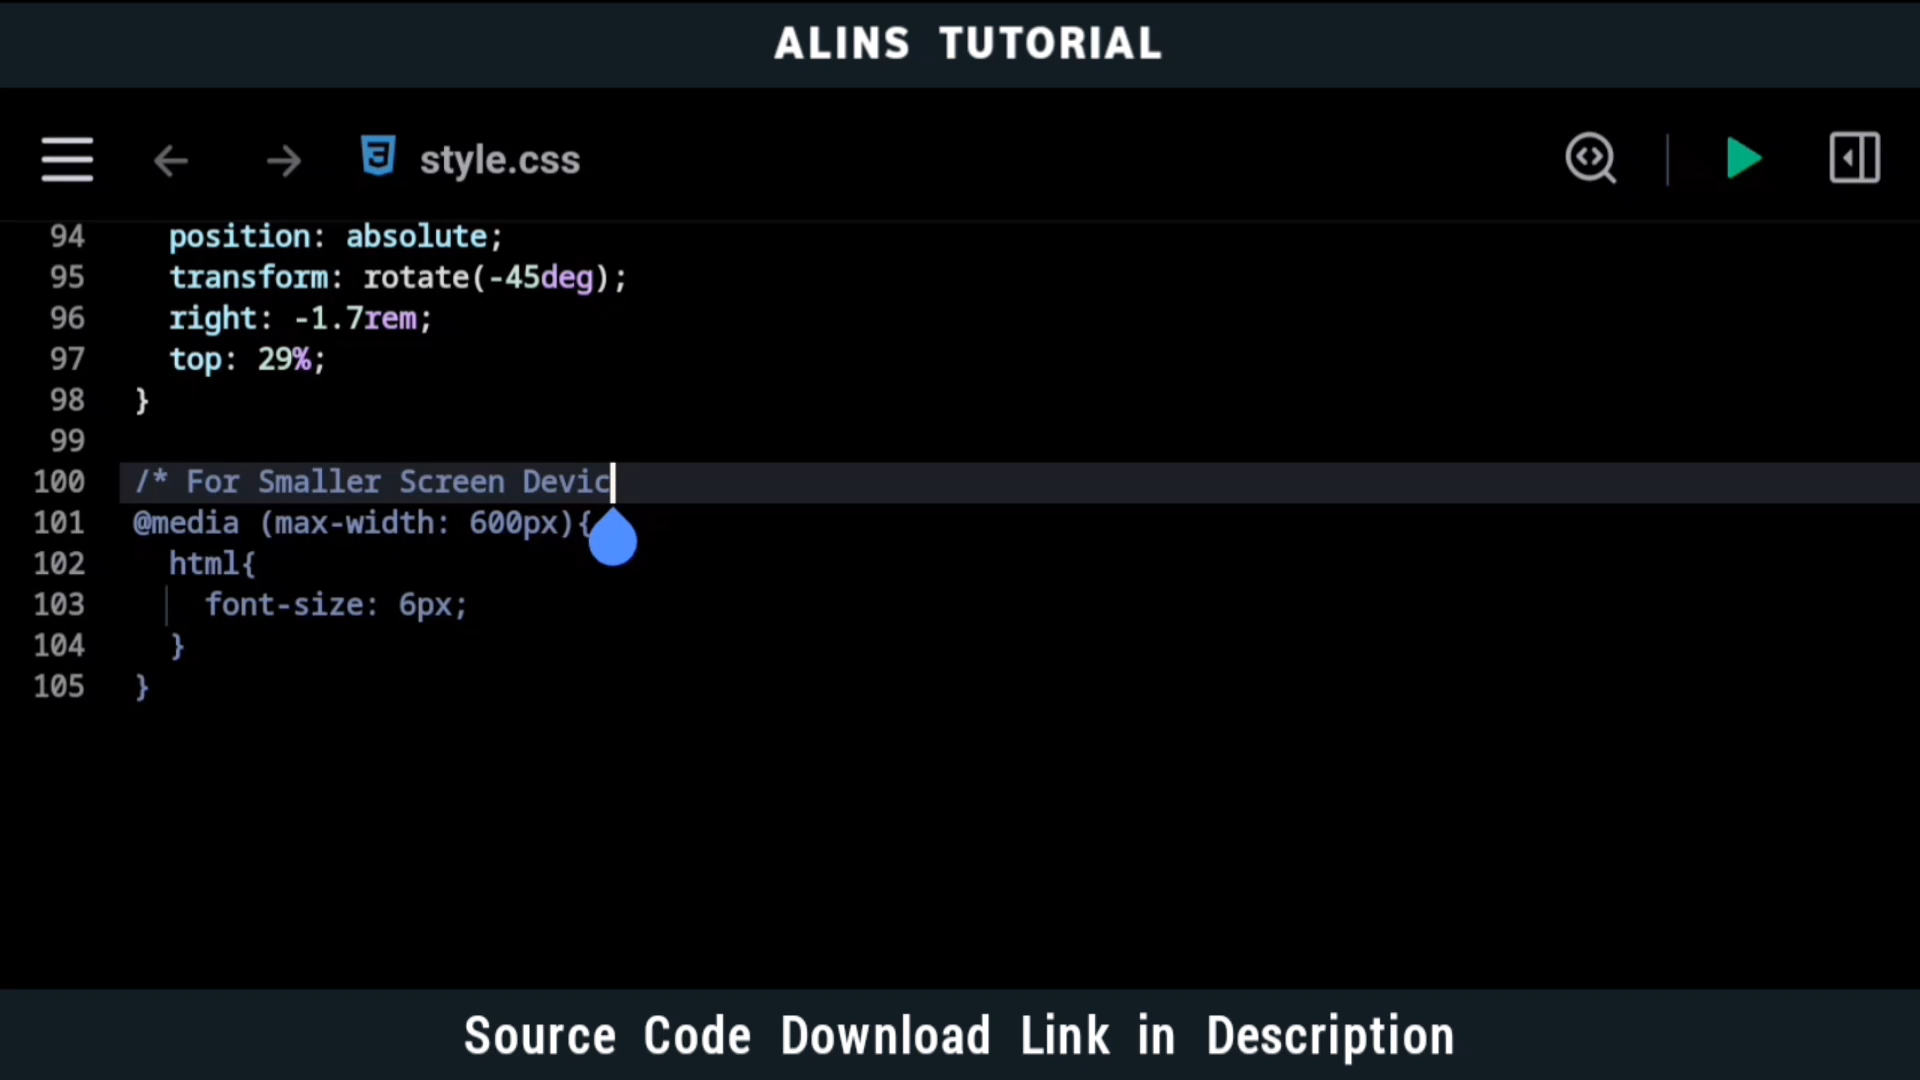 ALINS TUTORIAL
style.css
94 position: absolute;
95 transform: rotate(-45deg);
96 right: -1.7rem;
97 top: 29%;
98 }
99
100 /* For Smaller Screen Devic
101 @media (max-width: 600px){
102 html{
103 font-size: 6px;
104 }
105 }
Source Code Download Link in Description